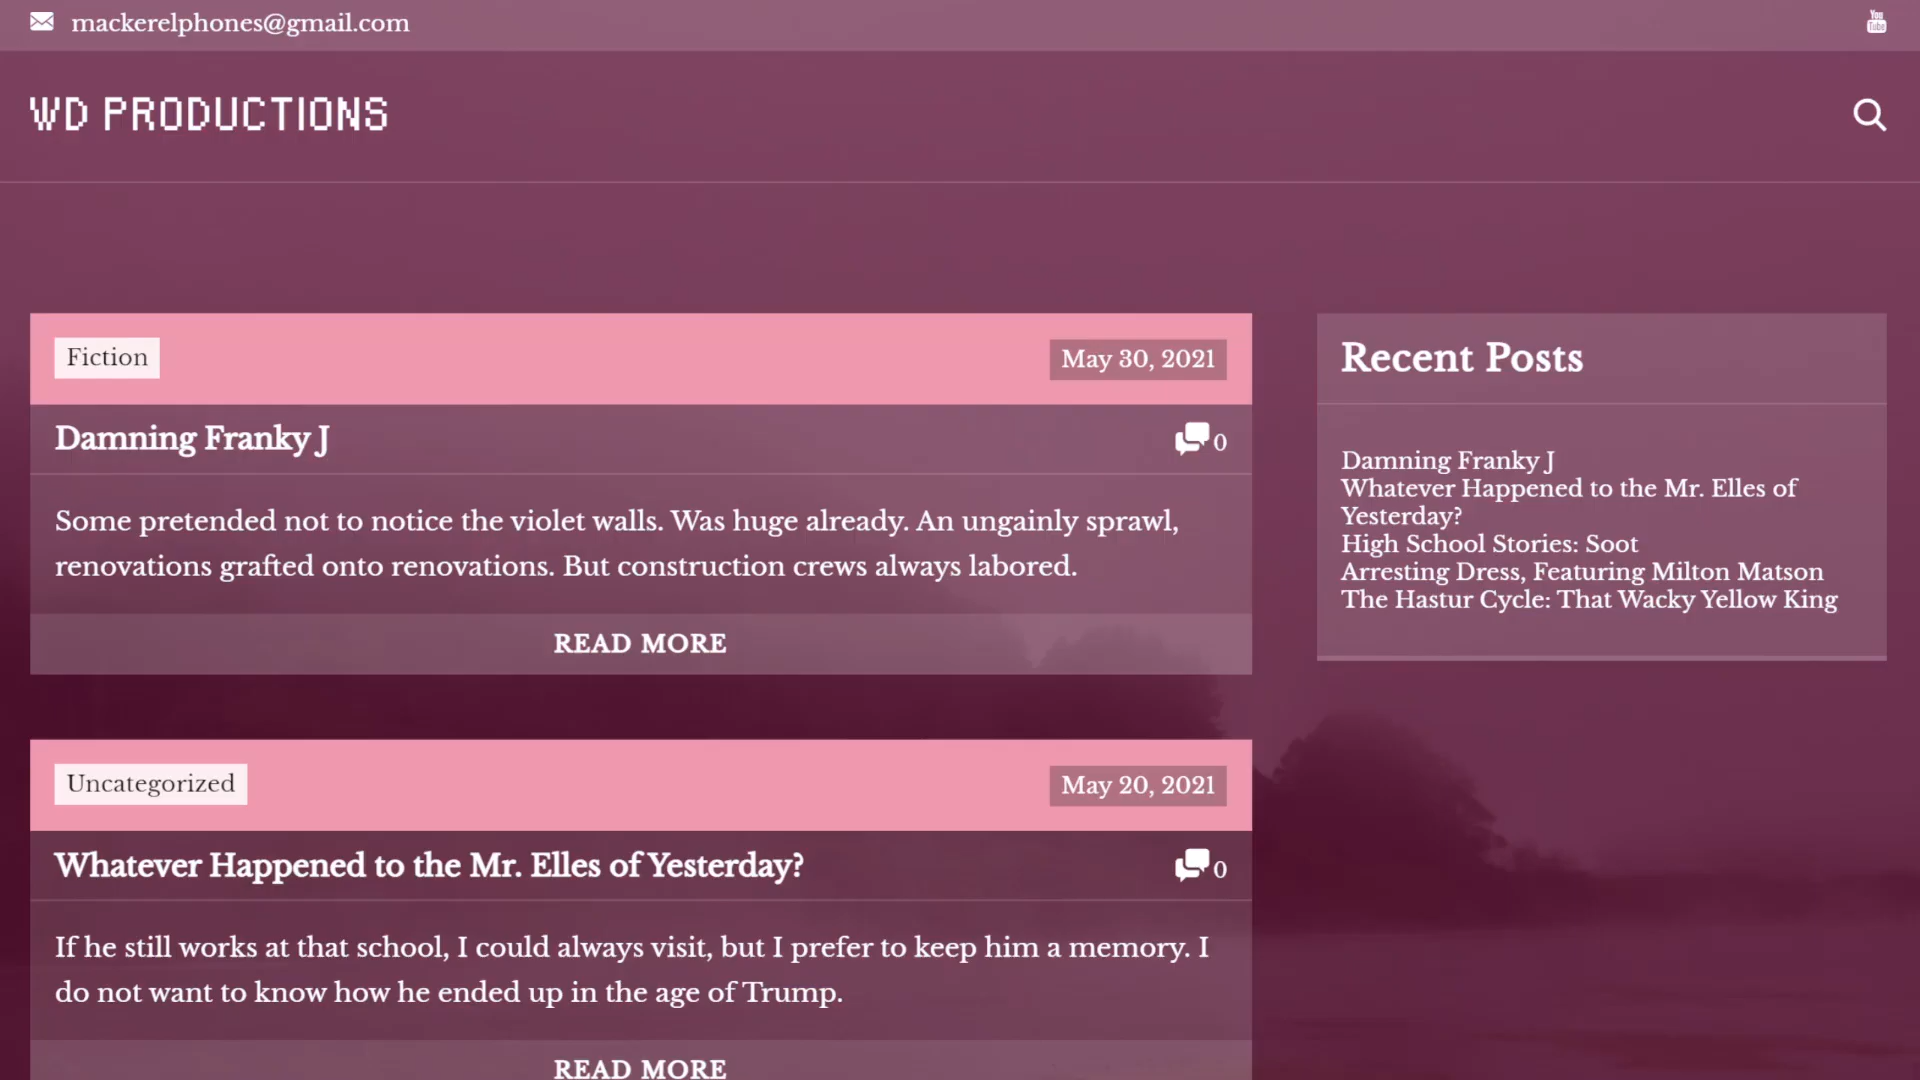 mackerelphones@gmail.com
You
Tube
WD PRODUCTIONS
Fiction
May 30, 2021
Damning Franky J
0
Some pretended not to notice the violet walls. Was huge already. An ungainly sprawl,
renovations grafted onto renovations. But construction crews always labored.
READ MORE
Uncategorized
May 20, 2021
Whatever Happened to the Mr. Elles of Yesterday?
0
If he still works at that school, I could always visit, but I prefer to keep him a memory. I
do not want to know how he ended up in the age of Trump.
READ MORE
Recent Posts
Damning Franky J
Whatever Happened to the Mr. Elles of
Yesterday?
High School Stories: Soot
Arresting Dress, Featuring Milton Matson
The Hastur Cycle: That Wacky Yellow King